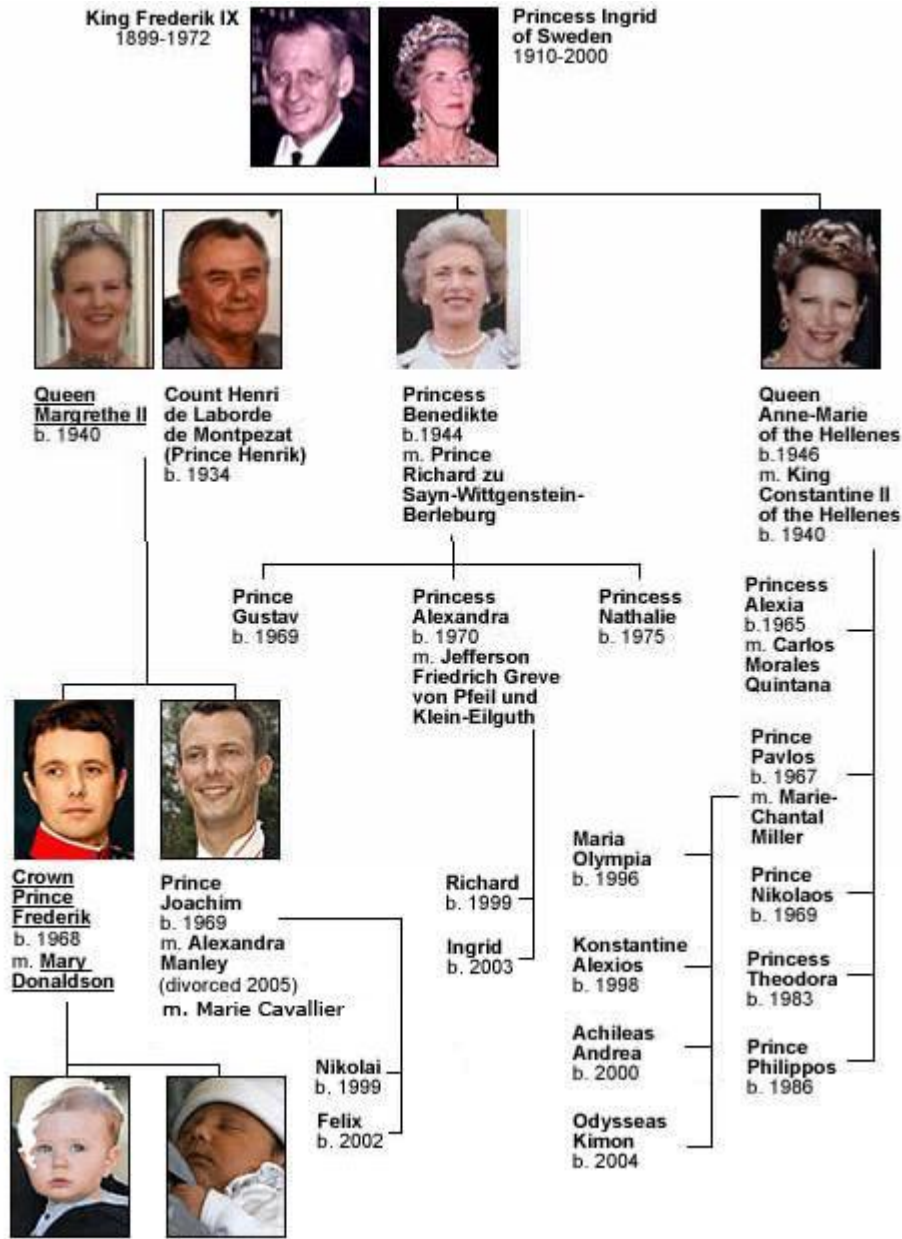 King Frederik IX
1899-1972
Princess Ingrid
of Sweden
1910-2000
Queen
Margrethe II
b. 1940
Count Henri
de Laborde
de Montpezat
(Prince Henrik)
b. 1934
Princess
Benedikte
b.1944
m. Prince
Richard zu
Sayn-Wittgenstein-
Berleburg
Queen
Anne-Marie
of the Hellenes
b.1946
m. King
Constantine II
of the Hellenes
b. 1940
Prince
Gustav
b. 1969
Princess
Alexandra
b. 1970
m. Jefferson
Friedrich Greve
von Pfeil und
Klein-Eilguth
Princess
Nathalie
b. 1975
Princess
Alexia
b.1965
m. Carlos
Morales
Quintana
Prince
Pavlos
b. 1967
m. Marie-
Chantal
Miller
Prince
Nikolaos
b. 1969
Princess
Theodora
b. 1983
Prince
Philippos
b. 1986
Crown
Prince
Frederik
b. 1968
m. Mary
Donaldson
Prince
Joachim
b. 1969
m. Alexandra
Manley
(divorced 2005)
m. Marie Cavallier
Richard
b. 1999
Ingrid
b. 2003
Maria
Olympia
b. 1996
Konstantine
Alexios
b. 1998
Achileas
Andrea
b. 2000
Odysseas
Kimon
b. 2004
Nikolai
b. 1999
Felix
b. 2002